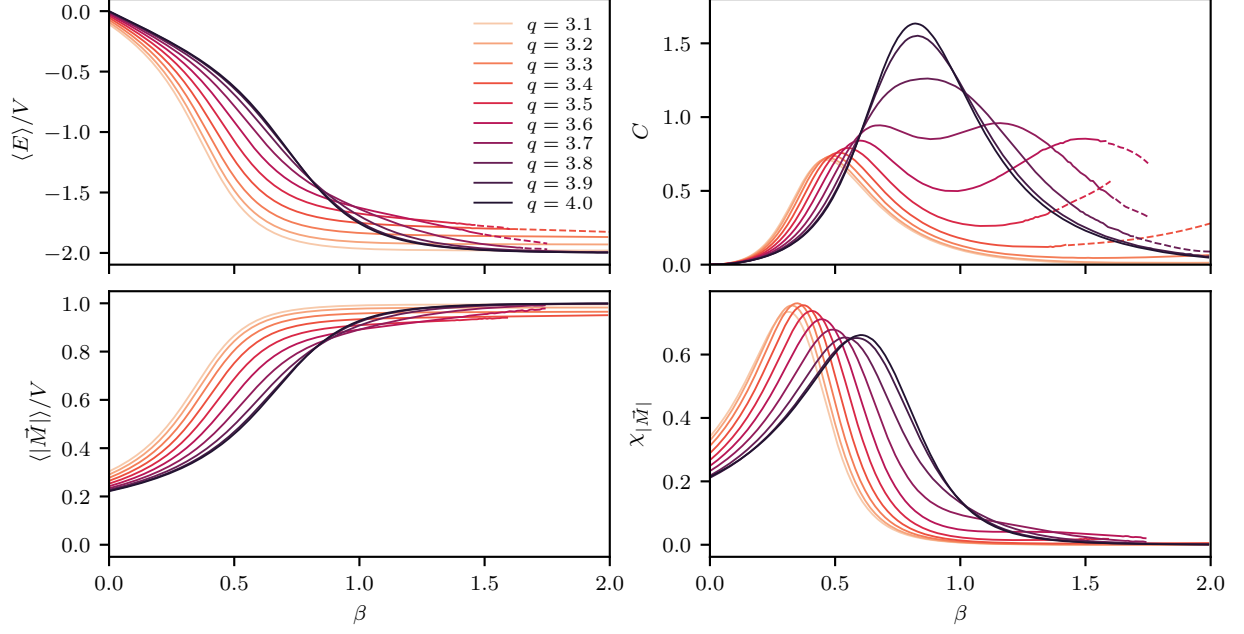 0.0
−0.5
−1.0
−1.5
−2.0
⟨E⟩/V
q = 3.1
q = 3.2
q = 3.3
q = 3.4
q = 3.5
q = 3.6
q = 3.7
q = 3.8
q = 3.9
q = 4.0
1.5
1.0
0.5
0.0
C
1.0
0.8
0.6
0.4
0.2
0.0
⟨|M⃗|⟩/V
0.0 0.5 1.0 1.5 2.0
β
0.6
0.4
0.2
0.0
χ|M⃗|
0.0 0.5 1.0 1.5 2.0
β